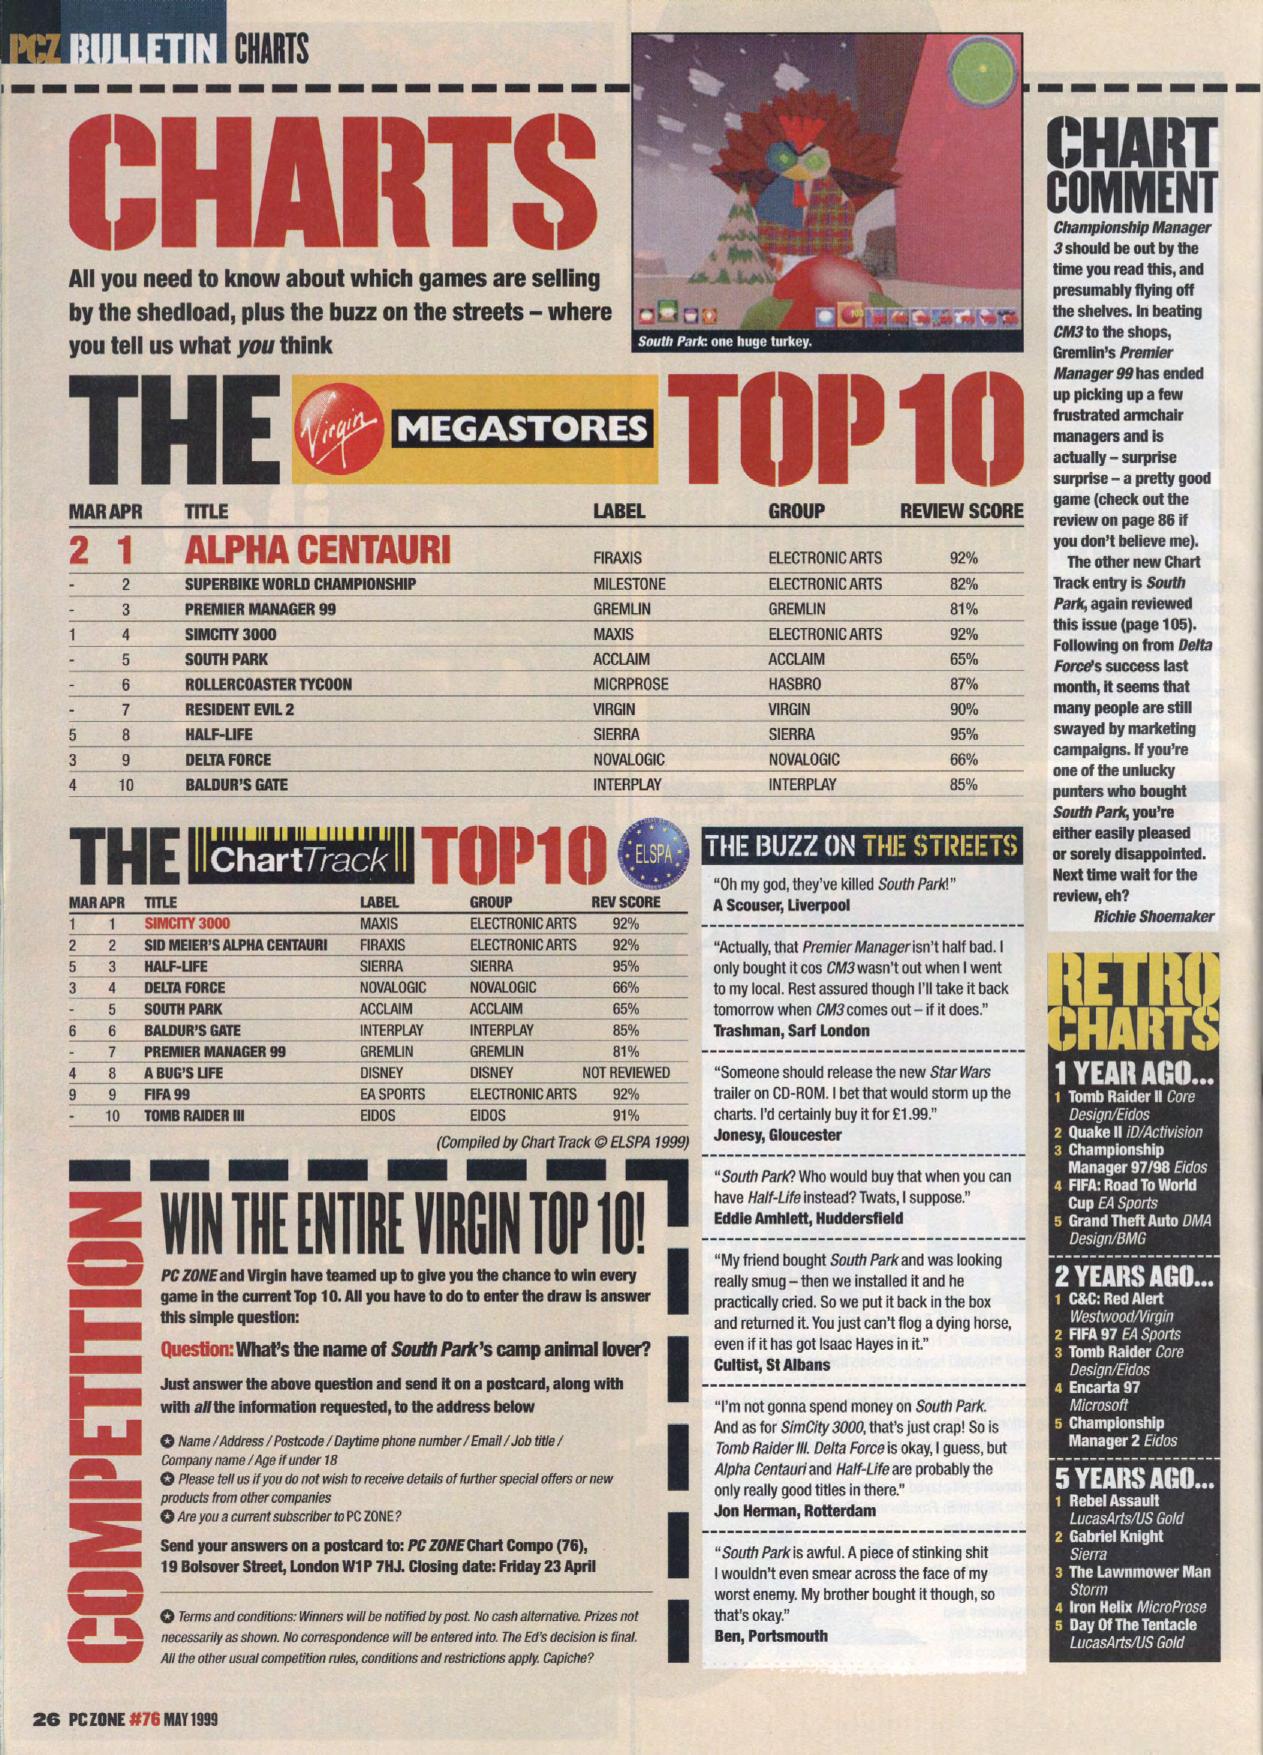 PCZ BULLETIN CHARTS
CHARTS
All you need to know about which games are selling
by the shedload, plus the buzz on the streets – where
you tell us what you think
South Park: one huge turkey.
THE Virgin MEGASTORES TOP 10
MAR APR TITLE LABEL GROUP REVIEW SCORE
2 1 ALPHA CENTAURI FIRAXIS ELECTRONIC ARTS 92%
- 2 SUPERBIKE WORLD CHAMPIONSHIP MILESTONE ELECTRONIC ARTS 82%
- 3 PREMIER MANAGER 99 GREMLIN GREMLIN 81%
1 4 SIMCITY 3000 MAXIS ELECTRONIC ARTS 92%
- 5 SOUTH PARK ACCLAIM ACCLAIM 65%
- 6 ROLLERCOASTER TYCOON MICRPROSE HASBRO 87%
- 7 RESIDENT EVIL 2 VIRGIN VIRGIN 90%
5 8 HALF-LIFE SIERRA SIERRA 95%
3 9 DELTA FORCE NOVALOGIC NOVALOGIC 66%
4 10 BALDUR'S GATE INTERPLAY INTERPLAY 85%
THE ChartTrack TOP10 ELSPA
MAR APR TITLE LABEL GROUP REV SCORE
1 1 SIMCITY 3000 MAXIS ELECTRONIC ARTS 92%
2 2 SID MEIER'S ALPHA CENTAURI FIRAXIS ELECTRONIC ARTS 92%
5 3 HALF-LIFE SIERRA SIERRA 95%
3 4 DELTA FORCE NOVALOGIC NOVALOGIC 66%
- 5 SOUTH PARK ACCLAIM ACCLAIM 65%
6 6 BALDUR'S GATE INTERPLAY INTERPLAY 85%
- 7 PREMIER MANAGER 99 GREMLIN GREMLIN 81%
4 8 A BUG'S LIFE DISNEY DISNEY NOT REVIEWED
9 9 FIFA 99 EA SPORTS ELECTRONIC ARTS 92%
- 10 TOMB RAIDER III EIDOS EIDOS 91%
(Compiled by Chart Track © ELSPA 1999)
COMPETITION
WIN THE ENTIRE VIRGIN TOP 10!
PC ZONE and Virgin have teamed up to give you the chance to win every
game in the current Top 10. All you have to do to enter the draw is answer
this simple question:
Question: What's the name of South Park's camp animal lover?
Just answer the above question and send it on a postcard, along with
with all the information requested, to the address below
Name / Address / Postcode / Daytime phone number / Email / Job title /
Company name / Age if under 18
Please tell us if you do not wish to receive details of further special offers or new
products from other companies
Are you a current subscriber to PC ZONE?
Send your answers on a postcard to: PC ZONE Chart Compo (76),
19 Bolsover Street, London W1P 7HJ. Closing date: Friday 23 April
Terms and conditions: Winners will be notified by post. No cash alternative. Prizes not
necessarily as shown. No correspondence will be entered into. The Ed's decision is final.
All the other usual competition rules, conditions and restrictions apply. Capiche?
THE BUZZ ON THE STREETS
"Oh my god, they've killed South Park!"
A Scouser, Liverpool
"Actually, that Premier Manager isn't half bad. I
only bought it cos CM3 wasn't out when I went
to my local. Rest assured though I'll take it back
tomorrow when CM3 comes out – if it does."
Trashman, Sarf London
"Someone should release the new Star Wars
trailer on CD-ROM. I bet that would storm up the
charts. I'd certainly buy it for £1.99."
Jonesy, Gloucester
"South Park? Who would buy that when you can
have Half-Life instead? Twats, I suppose."
Eddie Amhlett, Huddersfield
"My friend bought South Park and was looking
really smug – then we installed it and he
practically cried. So we put it back in the box
and returned it. You just can't flog a dying horse,
even if it has got Isaac Hayes in it."
Cultist, St Albans
"I'm not gonna spend money on South Park.
And as for SimCity 3000, that's just crap! So is
Tomb Raider III. Delta Force is okay, I guess, but
Alpha Centauri and Half-Life are probably the
only really good titles in there."
Jon Herman, Rotterdam
"South Park is awful. A piece of stinking shit
I wouldn't even smear across the face of my
worst enemy. My brother bought it though, so
that's okay."
Ben, Portsmouth
CHART
COMMENT
Championship Manager
3 should be out by the
time you read this, and
presumably flying off
the shelves. In beating
CM3 to the shops,
Gremlin's Premier
Manager 99 has ended
up picking up a few
frustrated armchair
managers and is
actually – surprise
surprise – a pretty good
game (check out the
review on page 86 if
you don't believe me).
The other new Chart
Track entry is South
Park, again reviewed
this issue (page 105).
Following on from Delta
Force's success last
month, it seems that
many people are still
swayed by marketing
campaigns. If you're
one of the unlucky
punters who bought
South Park, you're
either easily pleased
or sorely disappointed.
Next time wait for the
review, eh?
Richie Shoemaker
RETRO
CHARTS
1 YEAR AGO...
1 Tomb Raider II Core
Design/Eidos
2 Quake II iD/Activision
3 Championship
Manager 97/98 Eidos
4 FIFA: Road To World
Cup EA Sports
5 Grand Theft Auto DMA
Design/BMG
2 YEARS AGO...
1 C&C: Red Alert
Westwood/Virgin
2 FIFA 97 EA Sports
3 Tomb Raider Core
Design/Eidos
4 Encarta 97
Microsoft
5 Championship
Manager 2 Eidos
5 YEARS AGO...
1 Rebel Assault
LucasArts/US Gold
2 Gabriel Knight
Sierra
3 The Lawnmower Man
Storm
4 Iron Helix MicroProse
5 Day Of The Tentacle
LucasArts/US Gold
26 PC ZONE #76 MAY 1999